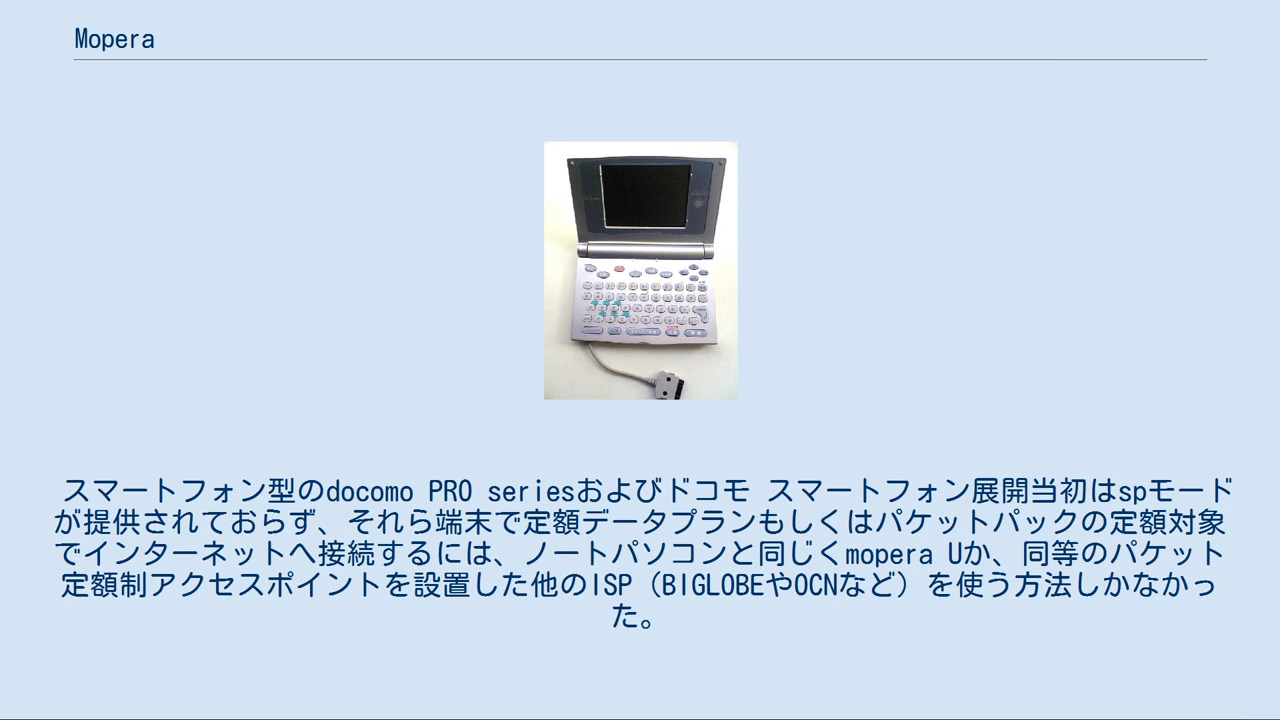 Mopera
スマートフォン型のdocomo PRO seriesおよびドコモ スマートフォン展開当初はspモード
が提供されておらず、それら端末で定額データプランもしくはパケットパックの定額対象
でインターネットへ接続するには、ノートパソコンと同じくmopera Uか、同等のパケット
定額制アクセスポイントを設置した他のISP（BIGLOBEやOCNなど）を使う方法しかなかっ
た。